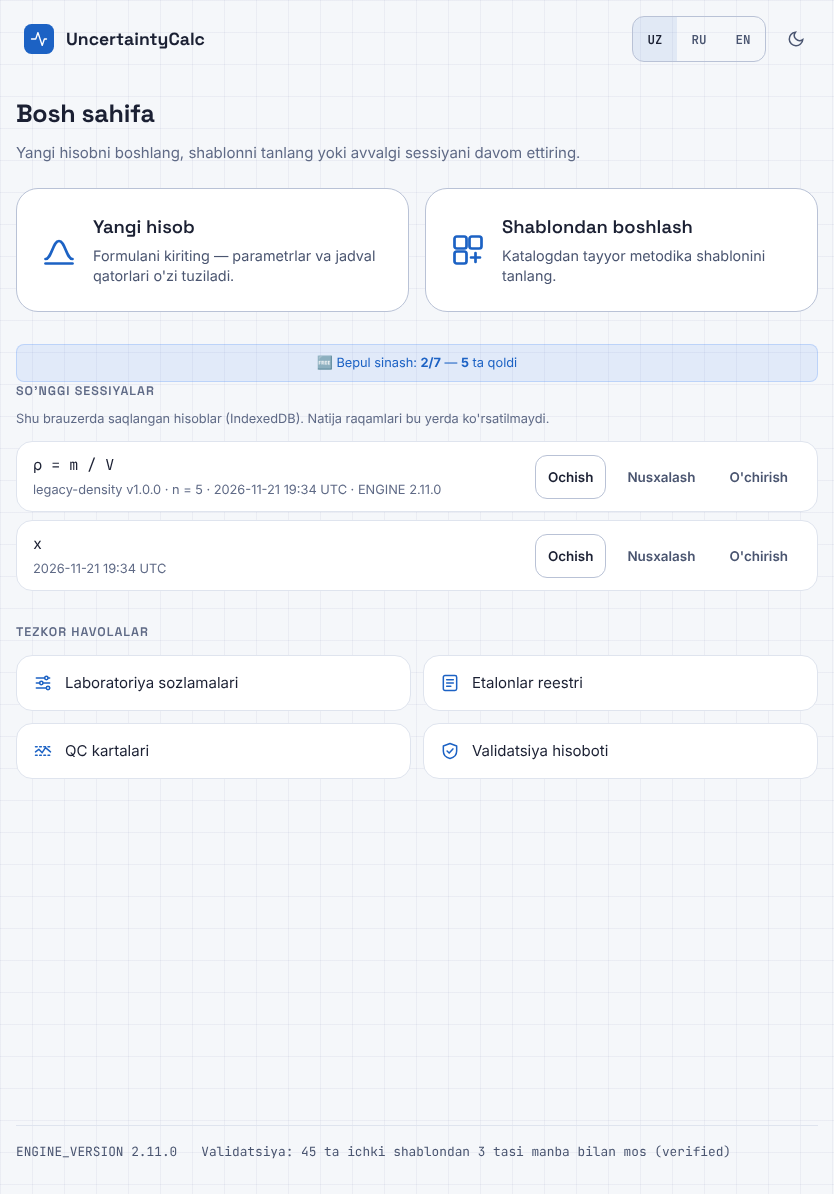 UncertaintyCalc
UZ RU EN
Bosh sahifa
Yangi hisobni boshlang, shablonni tanlang yoki avvalgi sessiyani davom ettiring.
Yangi hisob
Formulani kiriting — parametrlar va jadval
qatorlari o'zi tuziladi.
Shablondan boshlash
Katalogdan tayyor metodika shablonini
tanlang.
🆓 Bepul sinash: 2/7 — 5 ta qoldi
SO'NGGI SESSIYALAR
Shu brauzerda saqlangan hisoblar (IndexedDB). Natija raqamlari bu yerda ko'rsatilmaydi.
ρ = m / V
legacy-density v1.0.0 · n = 5 · 2026-11-21 19:34 UTC · ENGINE 2.11.0
Ochish Nusxalash O'chirish
x
2026-11-21 19:34 UTC
Ochish Nusxalash O'chirish
TEZKOR HAVOLALAR
Laboratoriya sozlamalari
Etalonlar reestri
QC kartalari
Validatsiya hisoboti
ENGINE_VERSION 2.11.0 Validatsiya: 45 ta ichki shablondan 3 tasi manba bilan mos (verified)